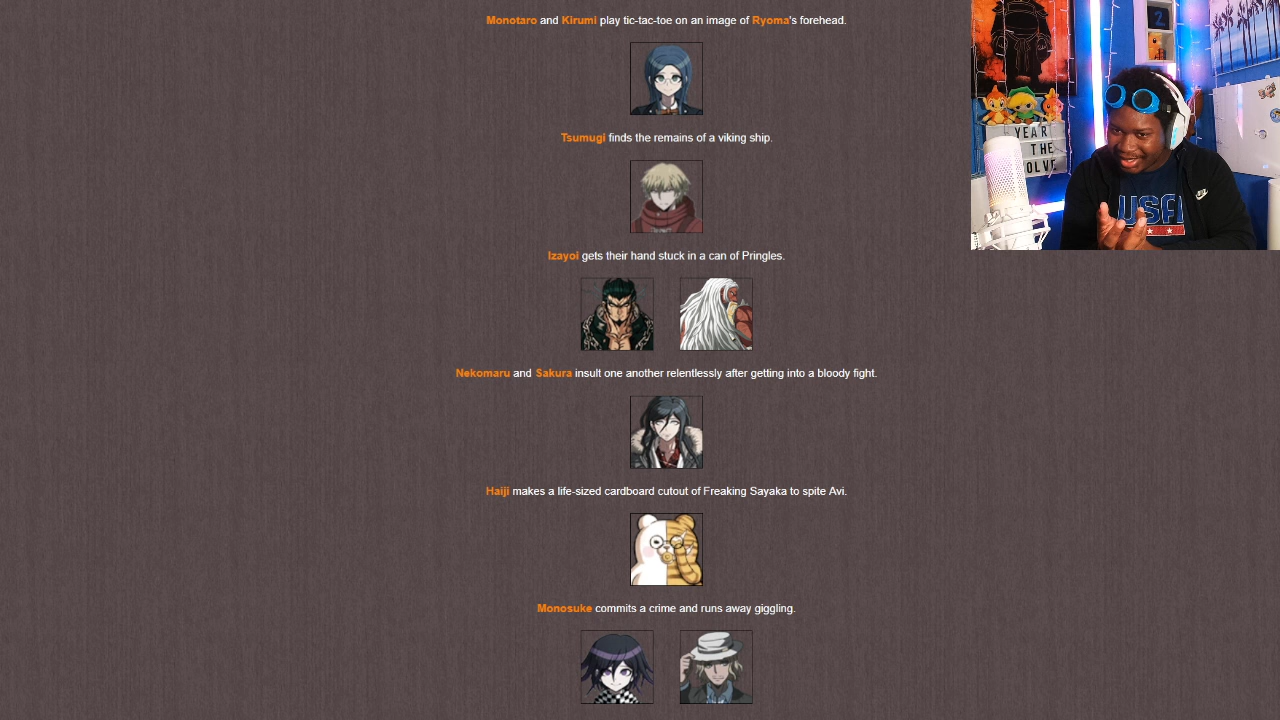 Monotaro and Kirumi play tic-tac-toe on an image of Ryoma's forehead.
Tsumugi finds the remains of a viking ship.
Izayoi gets their hand stuck in a can of Pringles.
Nekomaru and Sakura insult one another relentlessly after getting into a bloody fight.
Haiji makes a life-sized cardboard cutout of Freaking Sayaka to spite Avi.
Monosuke commits a crime and runs away giggling.
2
YEAR
THE
OLVE
USA